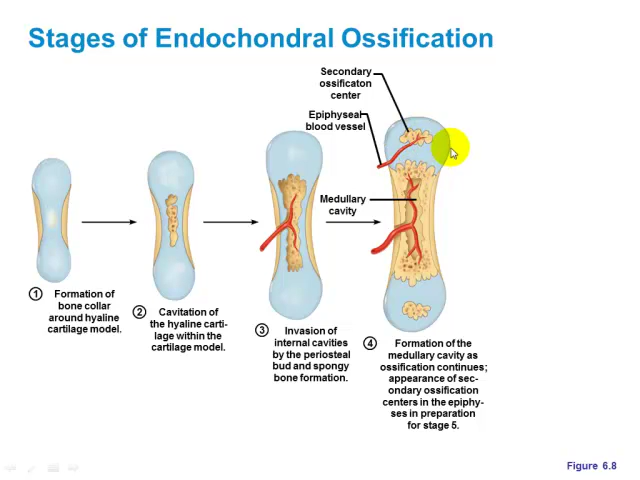 Stages of Endochondral Ossification
Secondary
ossificaton
center
Epiphyseal
blood vessel
Medullary
cavity
1 Formation of
bone collar
around hyaline
cartilage model.
2 Cavitation of
the hyaline carti-
lage within the
cartilage model.
3 Invasion of
internal cavities
by the periosteal
bud and spongy
bone formation.
4 Formation of the
medullary cavity as
ossification continues;
appearance of sec-
ondary ossification
centers in the epiphy-
ses in preparation
for stage 5.
Figure 6.8